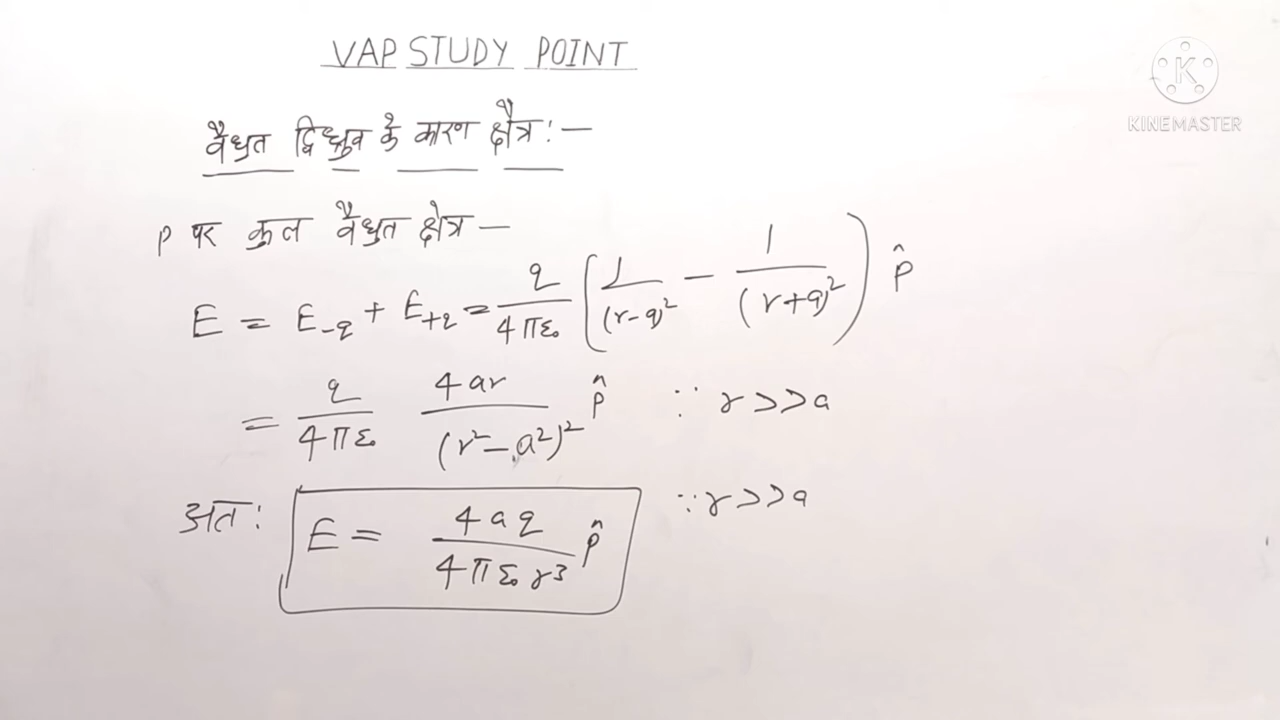 VAP STUDY POINT
KINEMASTER
वैधुत द्विध्रुव के कारण क्षैत्र :—
P पर कुल वैधुत क्षेत्र —
E = E₋q + E₊q = q/4πε₀ (1/(r-a)² − 1/(r+a)²) p̂
= q/4πε₀ 4ar/(r²−a²)² p̂ ∵ r>>a
अतः E = 4aq/4πε₀r³ p̂ ∵ r>>a